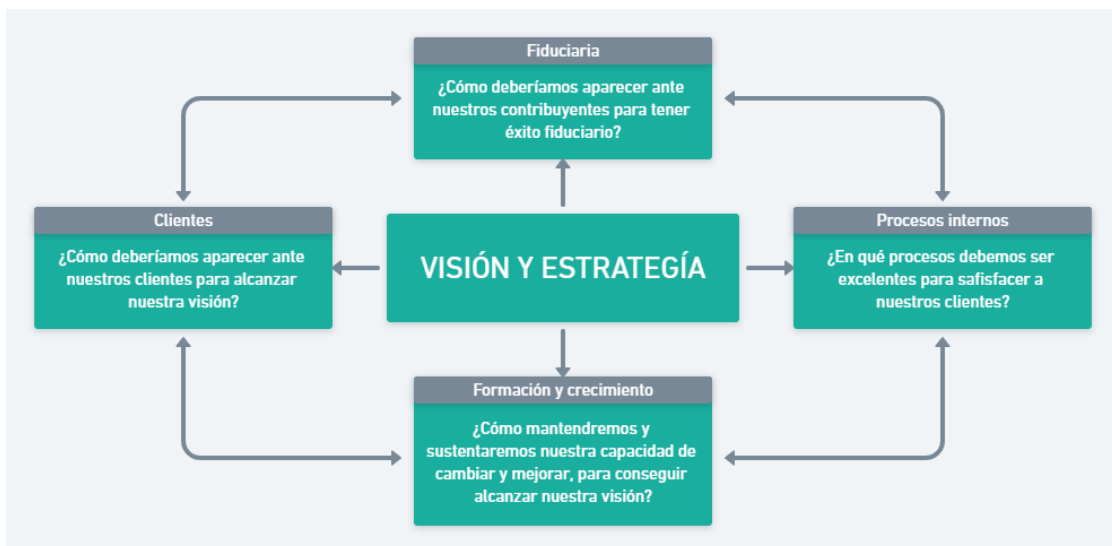 Fiduciaria
¿Cómo deberíamos aparecer ante
nuestros contribuyentes para tener
éxito fiduciario?
Clientes
¿Cómo deberíamos aparecer ante
nuestros clientes para alcanzar
nuestra visión?
VISIÓN Y ESTRATEGÍA
Procesos internos
¿En qué procesos debemos ser
excelentes para safisfacer a
nuestros clientes?
Formación y crecimiento
¿Cómo mantendremos y
sustentaremos nuestra capacidad de
cambiar y mejorar, para conseguir
alcanzar nuestra visión?